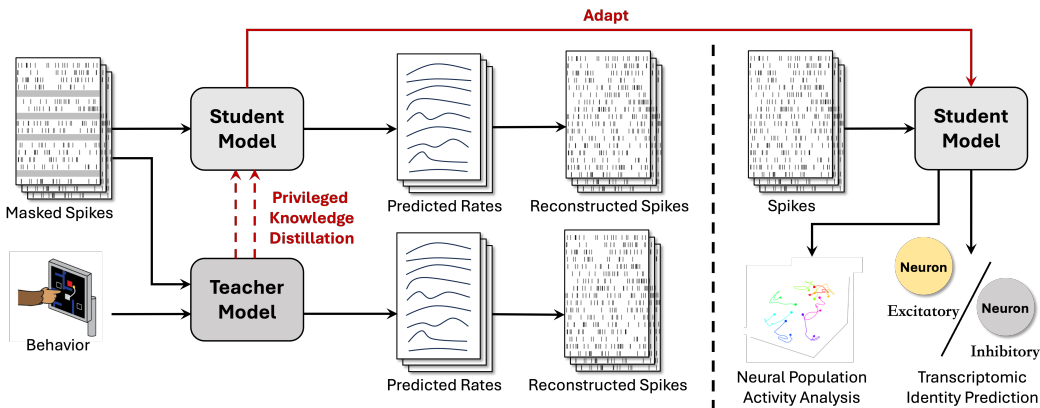 Adapt
Student
Model
Student
Model
Privileged
Knowledge
Distillation
Masked Spikes
Predicted Rates
Reconstructed Spikes
Spikes
Teacher
Model
Behavior
Predicted Rates
Reconstructed Spikes
Neuron
Excitatory
Neuron
Inhibitory
Neural Population
Activity Analysis
Transcriptomic
Identity Prediction